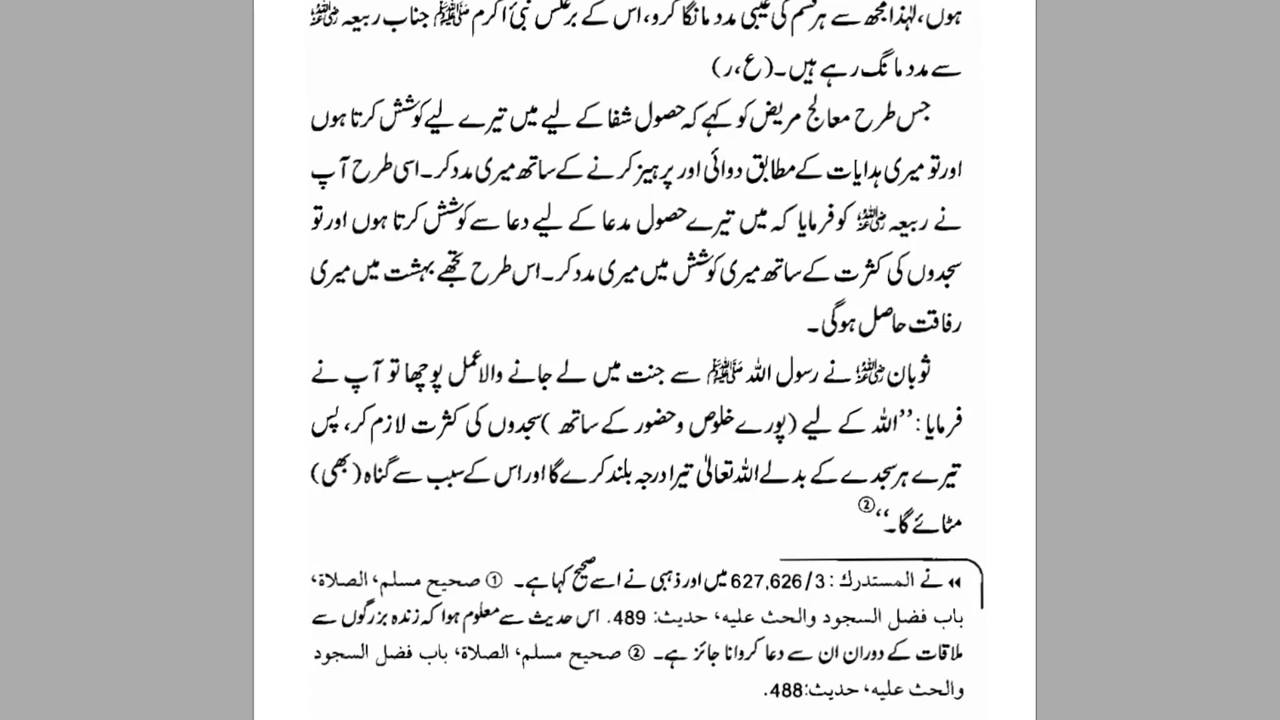 ہوں، لہٰذا مجھ سے ہر قسم کی غیبی مدد مانگا کرو، اس کے برعکس نبیٔ اکرم ﷺ جناب ربیعہ رضی اللہ عنہ
سے مدد مانگ رہے ہیں۔ (ع، ر)
جس طرح معالج مریض کو کہے کہ حصول شفا کے لیے میں تیرے لیے کوشش کرتا ہوں
اور تو میری ہدایات کے مطابق دوائی اور پرہیز کرنے کے ساتھ میری مدد کر۔ اسی طرح آپ
نے ربیعہ رضی اللہ عنہ کو فرمایا کہ میں تیرے حصول مدعا کے لیے دعا سے کوشش کرتا ہوں اور تو
سجدوں کی کثرت کے ساتھ میری کوشش میں میری مدد کر۔ اس طرح تجھے بہشت میں میری
رفاقت حاصل ہوگی۔
ثوبان رضی اللہ عنہ نے رسول اللہ ﷺ سے جنت میں لے جانے والا عمل پوچھا تو آپ نے
فرمایا: ’’اللہ کے لیے (پورے خلوص وحضور کے ساتھ) سجدوں کی کثرت لازم کر، پس
تیرے ہر سجدے کے بدلے اللہ تعالیٰ تیرا درجہ بلند کرے گا اور اس کے سبب سے گناہ (بھی)
مٹائے گا۔‘‘ ②
◂◂ نے المستدرك: 627,626/3 میں اور ذہبی نے اسے صحیح کہا ہے۔ ① صحيح مسلم، الصلاة،
باب فضل السجود والحث عليه، حديث: 489. اس حدیث سے معلوم ہوا کہ زندہ بزرگوں سے
ملاقات کے دوران ان سے دعا کروانا جائز ہے۔ ② صحيح مسلم، الصلاة، باب فضل السجود
والحث عليه، حديث:488.